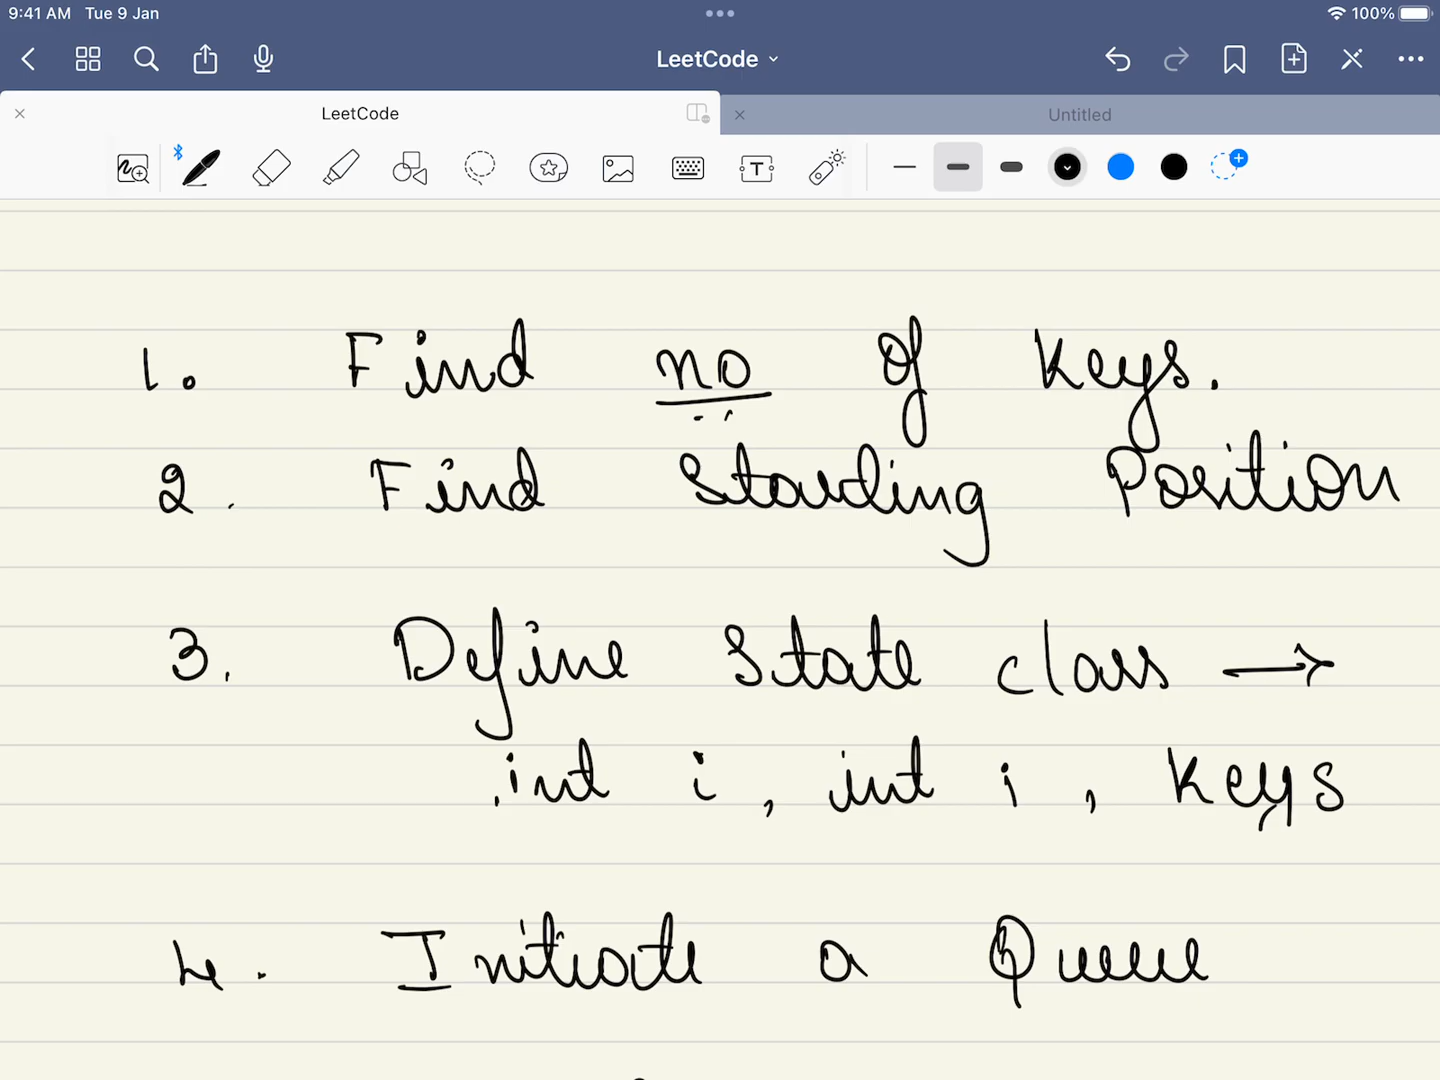 9:41 AM Tue 9 Jan
100%
LeetCode
LeetCode
Untitled
T
1. Find no of Keys.
2. Find Starting Position
3. Define State class →
int i, int j, Keys
4. Initiate a Queue